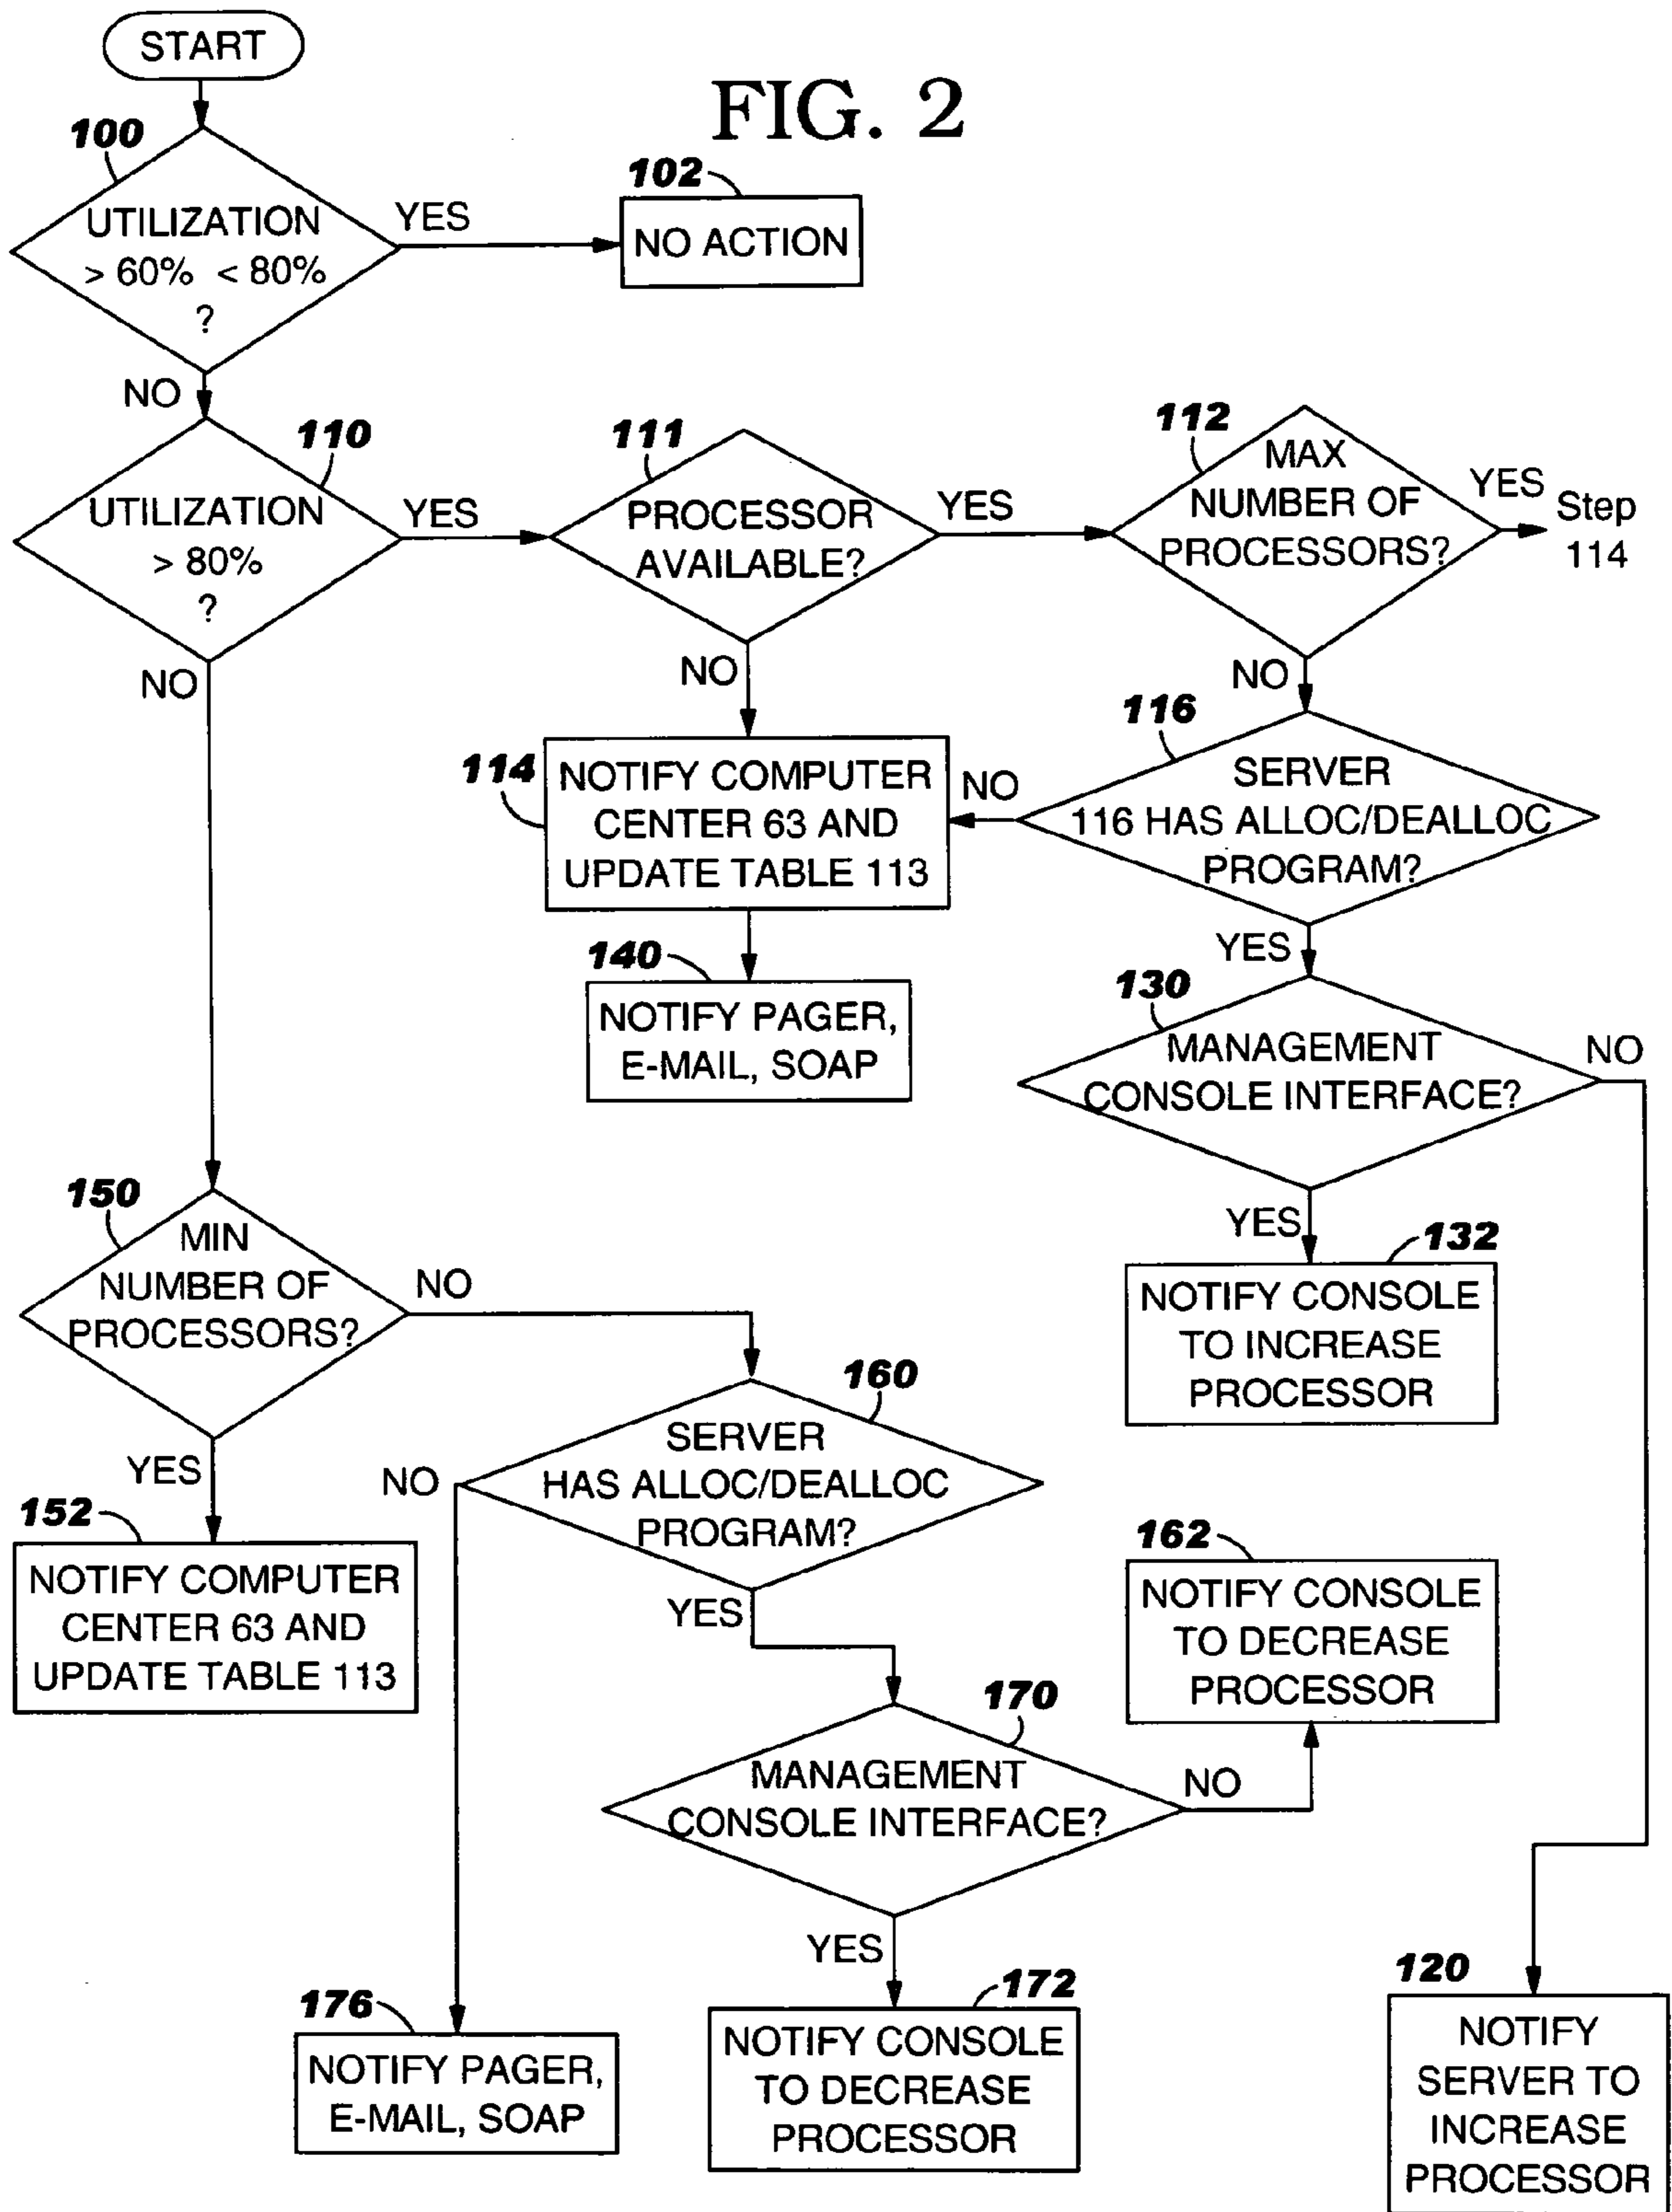 FIG. 2
START
100
UTILIZATION
> 60% < 80%
?
YES
102
NO ACTION
NO
110
UTILIZATION
> 80%
?
YES
111
PROCESSOR
AVAILABLE?
YES
112
MAX
NUMBER OF
PROCESSORS?
YES
Step
114
NO
NO
NO
114
NOTIFY COMPUTER
CENTER 63 AND
UPDATE TABLE 113
NO
116
SERVER
116 HAS ALLOC/DEALLOC
PROGRAM?
140
NOTIFY PAGER,
E-MAIL, SOAP
YES
130
MANAGEMENT
CONSOLE INTERFACE?
NO
YES
132
NOTIFY CONSOLE
TO INCREASE
PROCESSOR
150
MIN
NUMBER OF
PROCESSORS?
NO
YES
152
NOTIFY COMPUTER
CENTER 63 AND
UPDATE TABLE 113
160
SERVER
HAS ALLOC/DEALLOC
PROGRAM?
NO
YES
162
NOTIFY CONSOLE
TO DECREASE
PROCESSOR
170
MANAGEMENT
CONSOLE INTERFACE?
NO
YES
176
NOTIFY PAGER,
E-MAIL, SOAP
172
NOTIFY CONSOLE
TO DECREASE
PROCESSOR
120
NOTIFY
SERVER TO
INCREASE
PROCESSOR